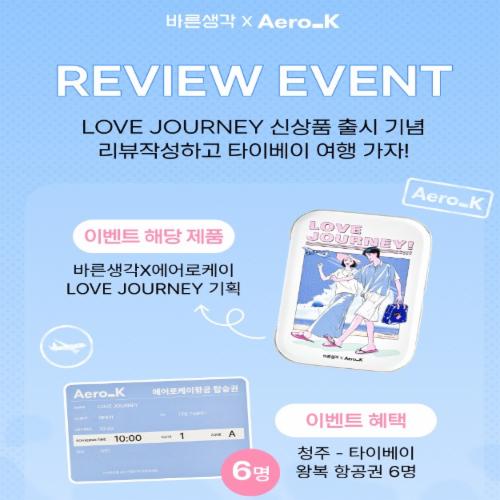 바른생각 X Aero_K
REVIEW EVENT
LOVE JOURNEY 신상품 출시 기념
리뷰작성하고 타이베이 여행 가자!
Aero_K
이벤트 해당 제품
바른생각X에어로케이
LOVE JOURNEY 기획
LOVE
JOURNEY!
바른생각 X Aero_K
Aero_K 에어로케이항공 탑승권
LOVE JOURNEY
10:00 1 A
6명
이벤트 혜택
청주 - 타이베이
왕복 항공권 6명